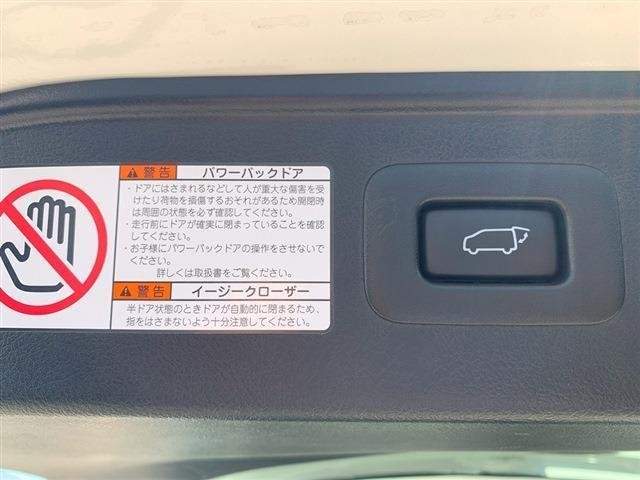 警告 パワーバックドア
・ドアにはさまれるなどして人が重大な傷害を受
けたり荷物を損傷するおそれがあるため開閉時
は周囲の状態を必ず確認してください。
・走行前にドアが確実に閉まっていることを確認
してください。
・お子様にパワーバックドアの操作をさせないで
ください。
詳しくは取扱書をご覧ください。
警告 イージークローザー
半ドア状態のときドアが自動的に閉まるため、
指をはさまないよう十分注意してください。